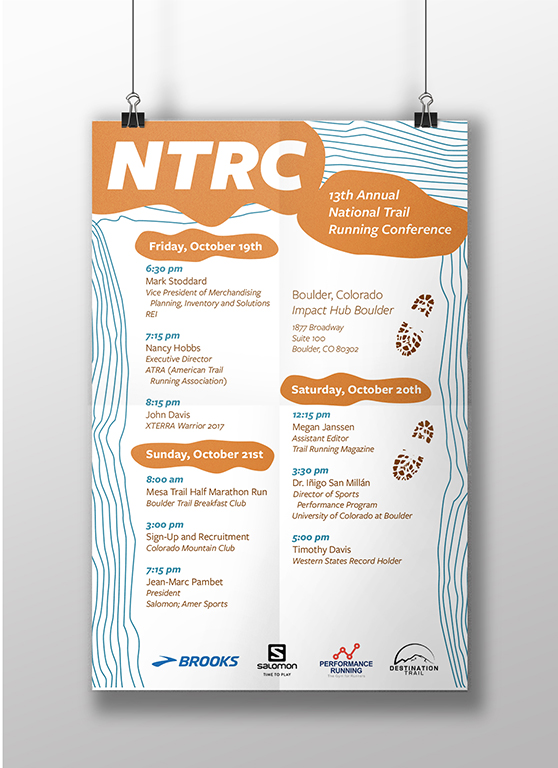 NTRC
13th Annual
National Trail
Running Conference
Friday, October 19th
6:30 pm
Mark Stoddard
Vice President of Merchandising
Planning, Inventory and Solutions
REI
7:15 pm
Nancy Hobbs
Executive Director
ATRA (American Trail
Running Association)
8:15 pm
John Davis
XTERRA Warrior 2017
Sunday, October 21st
8:00 am
Mesa Trail Half Marathon Run
Boulder Trail Breakfast Club
3:00 pm
Sign-Up and Recruitment
Colorado Mountain Club
7:15 pm
Jean-Marc Pambet
President
Salomon; Amer Sports
Boulder, Colorado
Impact Hub Boulder
1877 Broadway
Suite 100
Boulder, CO 80302
Saturday, October 20th
12:15 pm
Megan Janssen
Assistant Editor
Trail Running Magazine
3:30 pm
Dr. Iñigo San Millán
Director of Sports
Performance Program
University of Colorado at Boulder
5:00 pm
Timothy Davis
Western States Record Holder
BROOKS
S
SALOMON
TIME TO PLAY
PERFORMANCE
RUNNING
DESTINATION
TRAIL